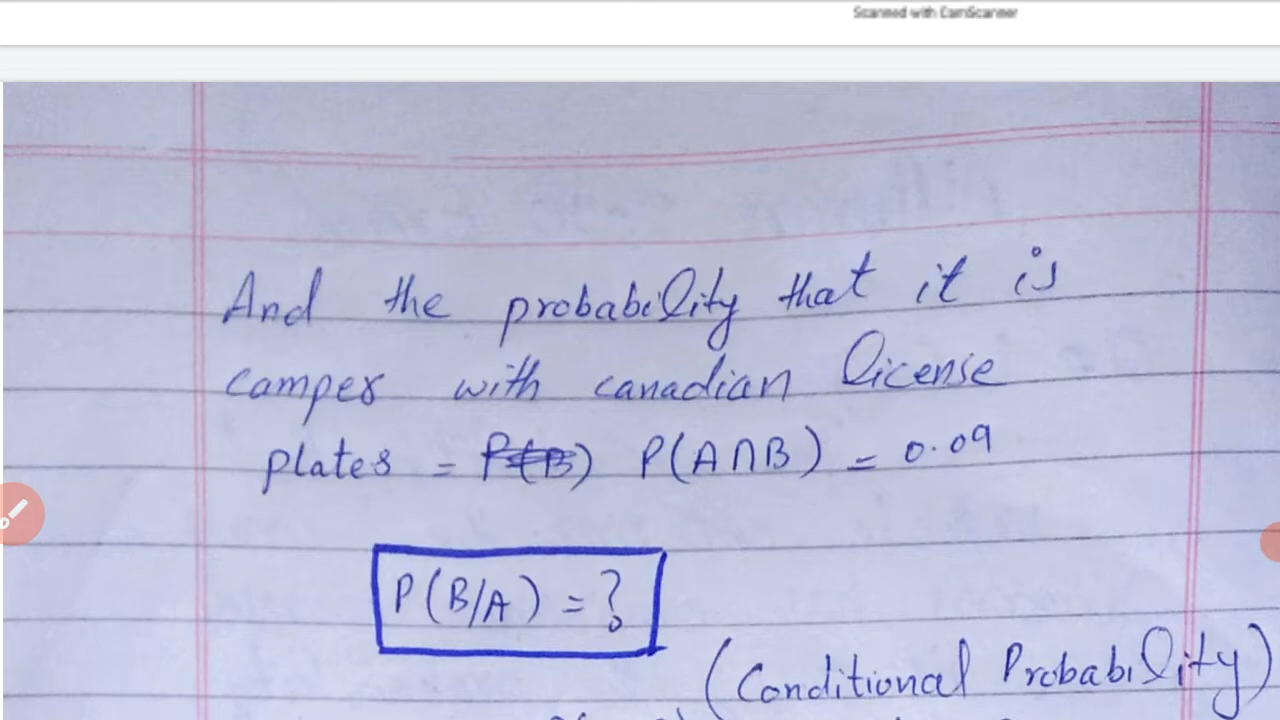 Scanned with CamScanner
And the probability that it is
camper with canadian license
plates = P(B) P(A∩B) = 0.09
P(B/A) = ?
(Conditional Probability)